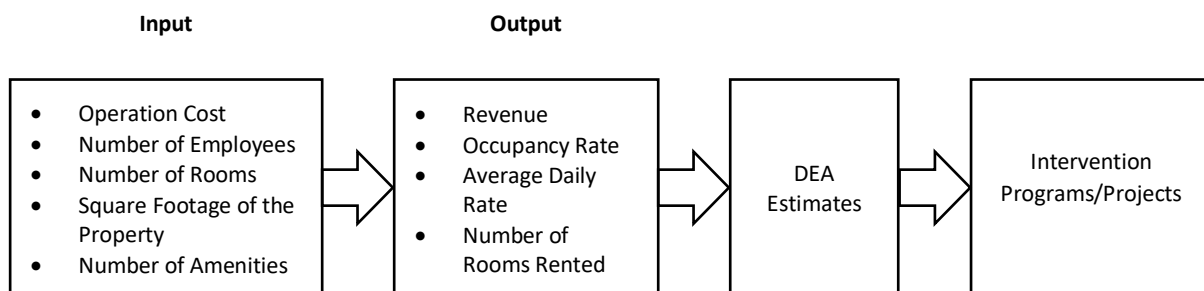 Input
Output
• Operation Cost
• Number of Employees
• Number of Rooms
• Square Footage of the
Property
• Number of Amenities
• Revenue
• Occupancy Rate
• Average Daily
Rate
• Number of
Rooms Rented
DEA
Estimates
Intervention
Programs/Projects